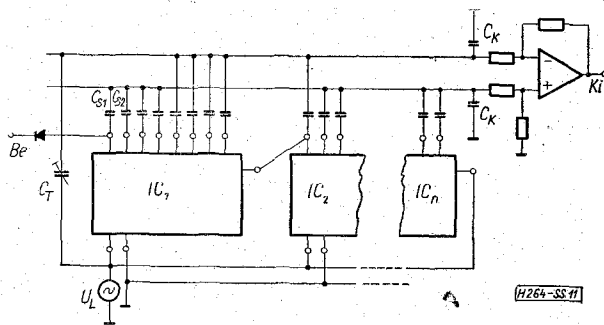 C_K
Ki
C_S1 C_S2
C_K
Be
C_T
IC_1
IC_2
IC_n
U_L
H264-SS11